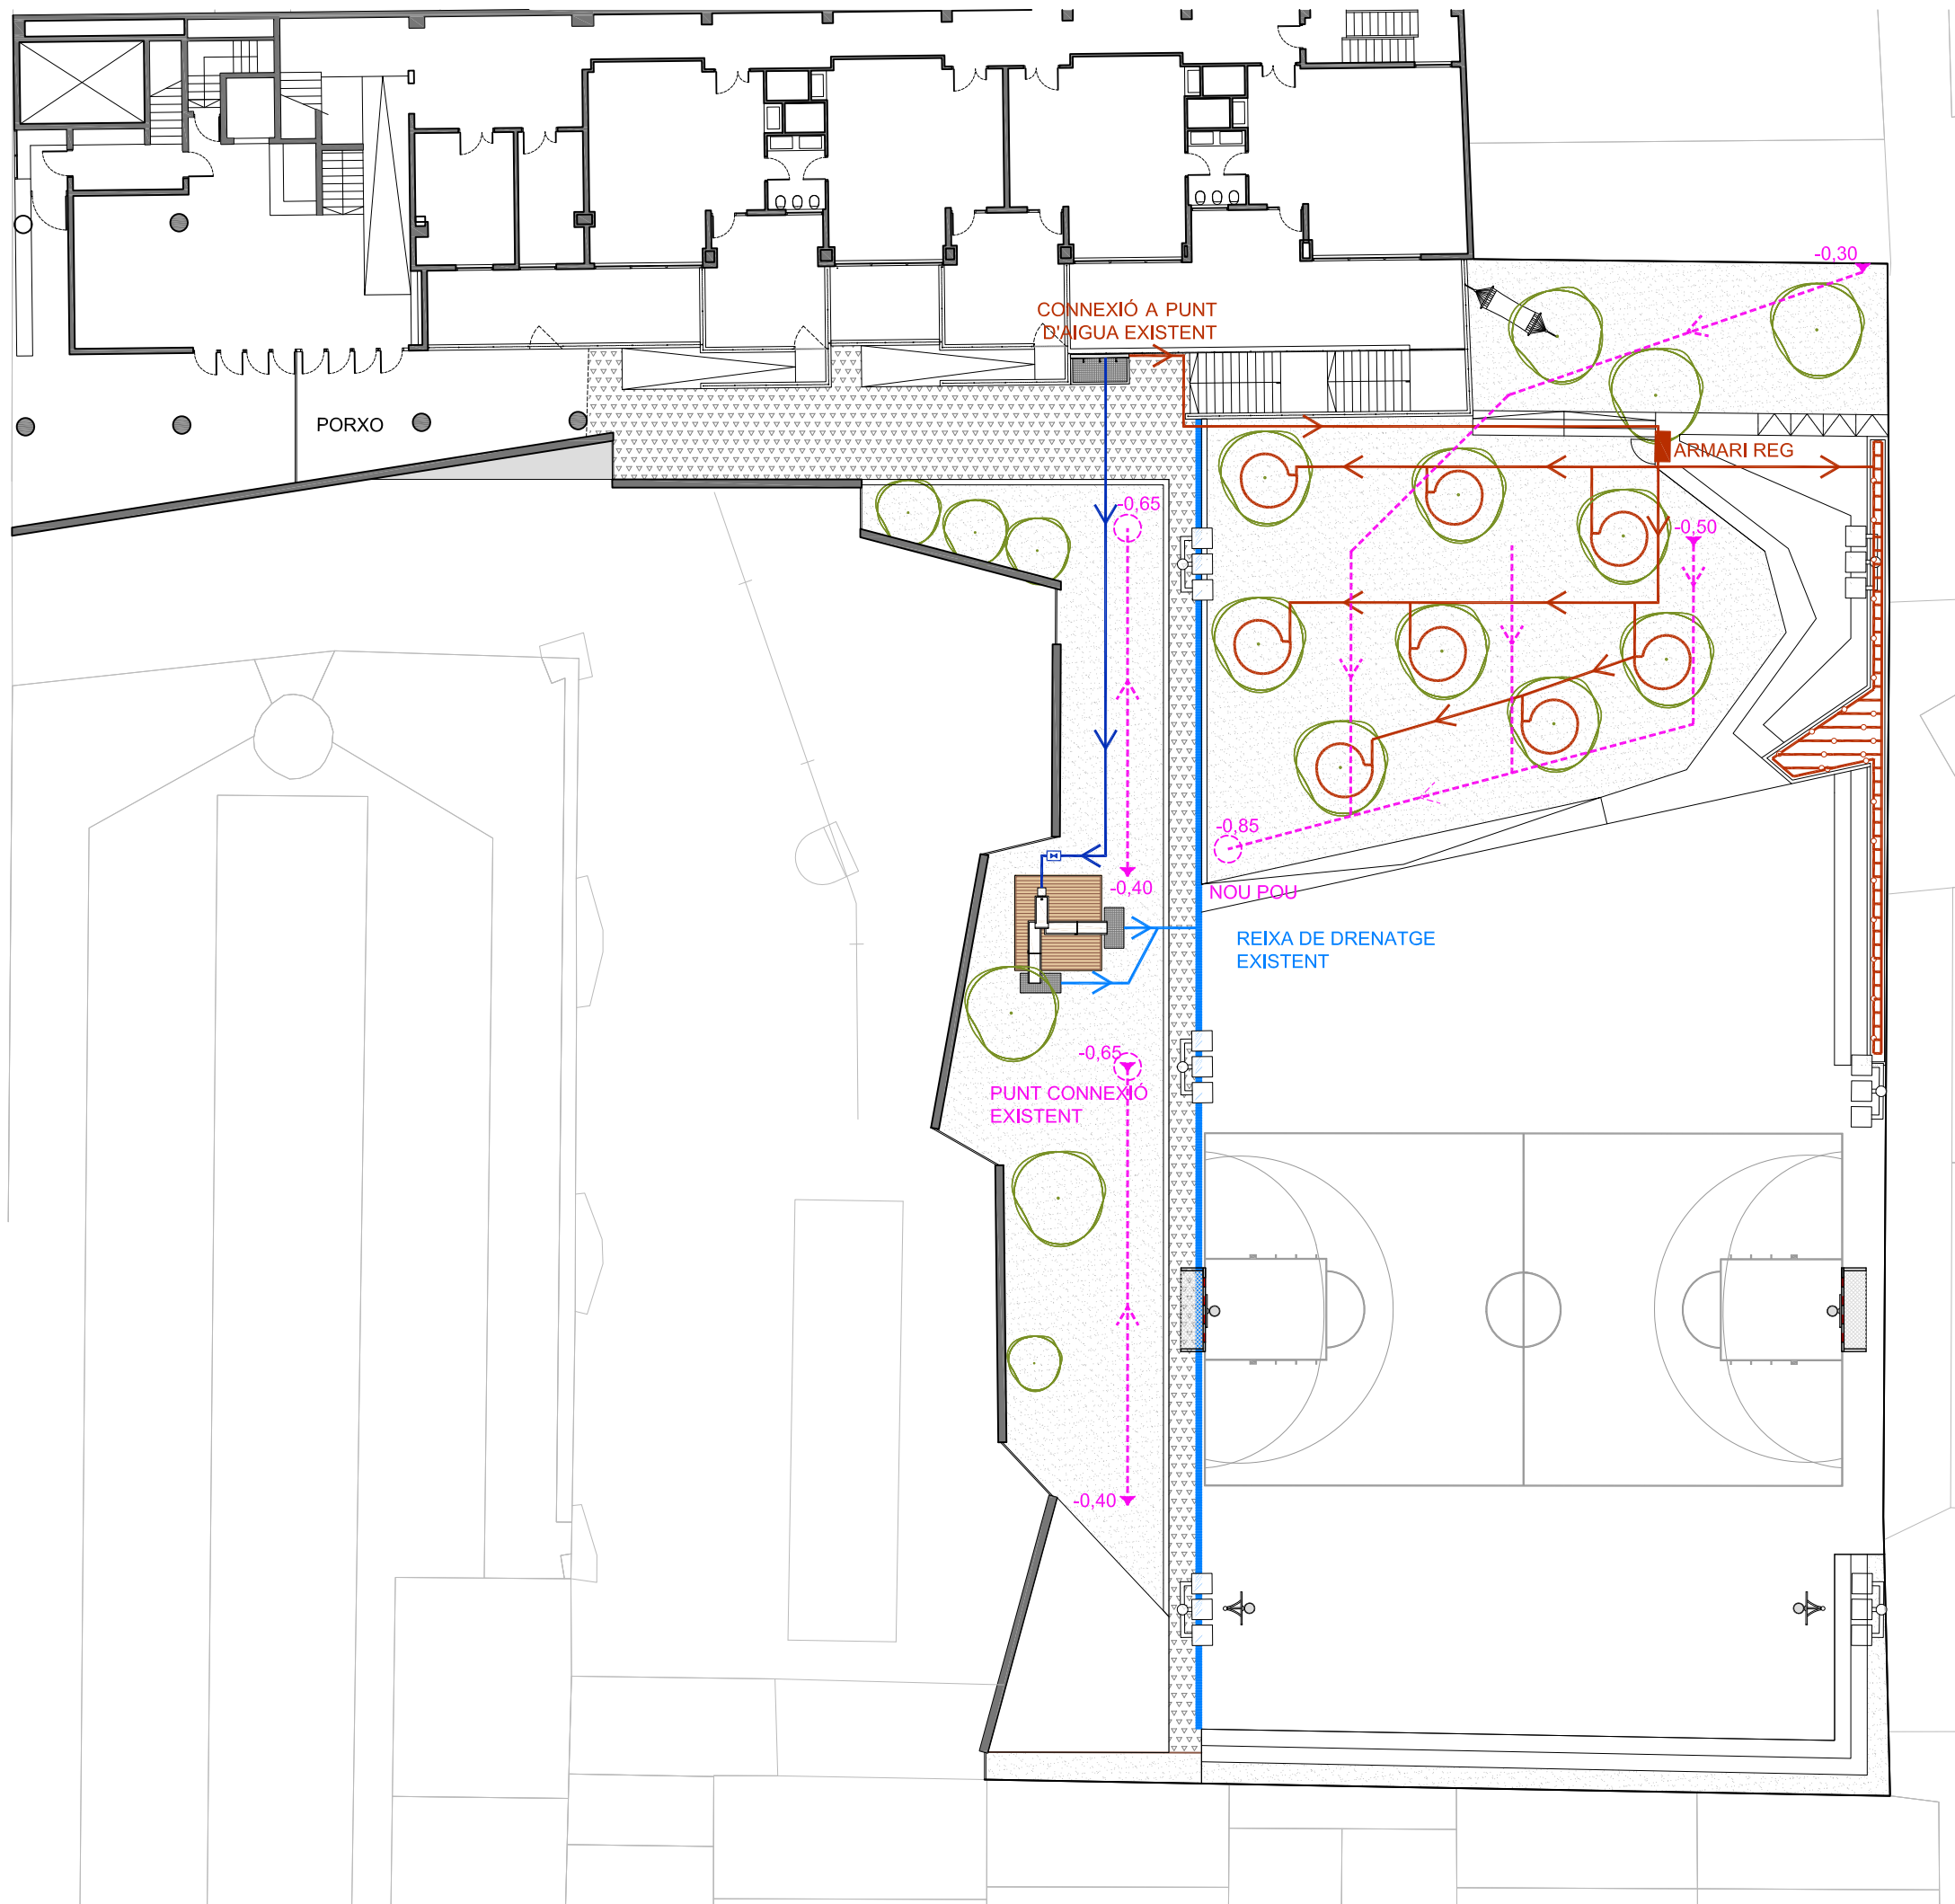 -0,30
CONNEXIÓ A PUNT
D'AIGUA EXISTENT
PORXO
ARMARI REG
-0,65
-0,50
-0,85
-0,40
NOU POU
REIXA DE DRENATGE
EXISTENT
-0,65
PUNT CONNEXIÓ
EXISTENT
-0,40